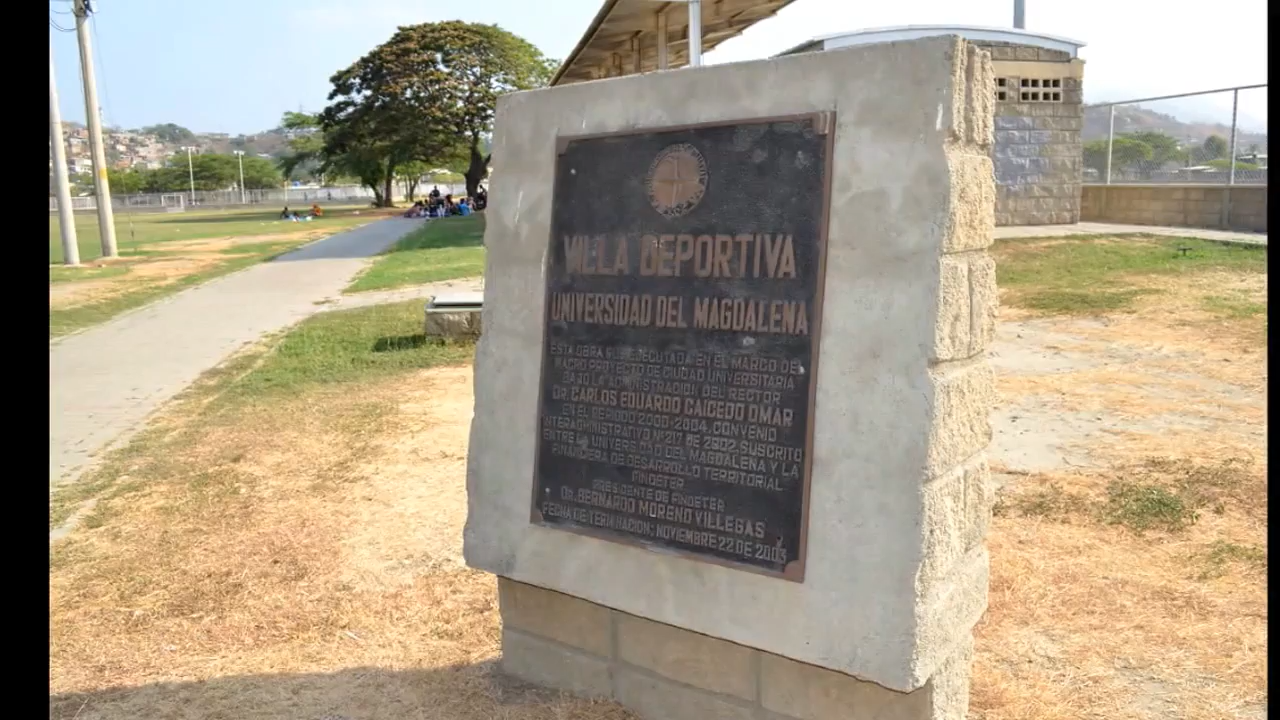 VILLA DEPORTIVA
UNIVERSIDAD DEL MAGDALENA
ESTA OBRA FUE EJECUTADA EN EL MARCO DEL
MACRO PROYECTO DE CIUDAD UNIVERSITARIA
BAJO LA ADMINISTRACION DEL RECTOR
DR. CARLOS EDUARDO CAICEDO OMAR
EN EL PERIODO 2000-2004. CONVENIO
INTERADMINISTRATIVO Nº 217 DE 2002, SUSCRITO
ENTRE LA UNIVERSIDAD DEL MAGDALENA Y LA
FINANCIERA DE DESARROLLO TERRITORIAL
FINDETER
PRESIDENTE DE FINDETER
Dr. BERNARDO MORENO VILLEGAS
FECHA DE TERMINACION: NOVIEMBRE 22 DE 2003